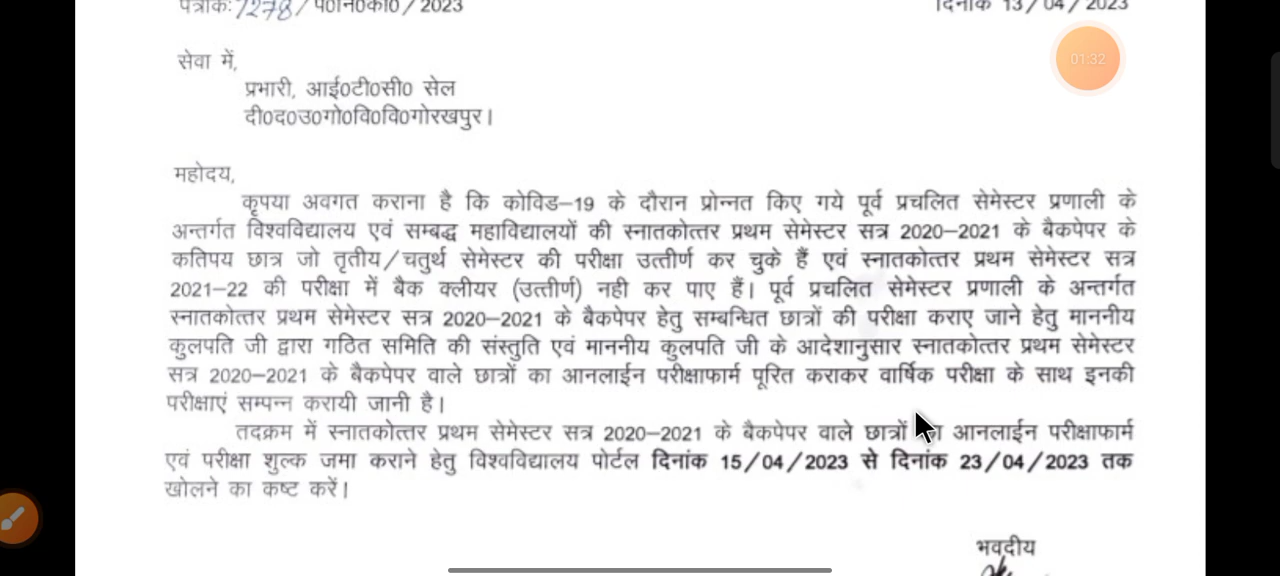 पत्रांक: 7278 / प०नि०का० / 2023 दिनांक 13 / 04 / 2023
01:32
सेवा में,
प्रभारी, आई०टी०सी० सेल
दी०द०उ०गो०वि०वि०गोरखपुर।
महोदय,
कृपया अवगत कराना है कि कोविड–19 के दौरान प्रोन्नत किए गये पूर्व प्रचलित सेमेस्टर प्रणाली के
अन्तर्गत विश्वविद्यालय एवं सम्बद्ध महाविद्यालयों की स्नातकोत्तर प्रथम सेमेस्टर सत्र 2020–2021 के बैकपेपर के
कतिपय छात्र जो तृतीय/चतुर्थ सेमेस्टर की परीक्षा उत्तीर्ण कर चुके हैं एवं स्नातकोत्तर प्रथम सेमेस्टर सत्र
2021–22 की परीक्षा में बैक क्लीयर (उत्तीर्ण) नही कर पाए हैं। पूर्व प्रचलित सेमेस्टर प्रणाली के अन्तर्गत
स्नातकोत्तर प्रथम सेमेस्टर सत्र 2020–2021 के बैकपेपर हेतु सम्बन्धित छात्रों की परीक्षा कराए जाने हेतु माननीय
कुलपति जी द्वारा गठित समिति की संस्तुति एवं माननीय कुलपति जी के आदेशानुसार स्नातकोत्तर प्रथम सेमेस्टर
सत्र 2020–2021 के बैकपेपर वाले छात्रों का आनलाईन परीक्षाफार्म पूरित कराकर वार्षिक परीक्षा के साथ इनकी
परीक्षाएं सम्पन्न करायी जानी है।
तदक्रम में स्नातकोत्तर प्रथम सेमेस्टर सत्र 2020–2021 के बैकपेपर वाले छात्रों का आनलाईन परीक्षाफार्म
एवं परीक्षा शुल्क जमा कराने हेतु विश्वविद्यालय पोर्टल दिनांक 15/04/2023 से दिनांक 23/04/2023 तक
खोलने का कष्ट करें।
भवदीय